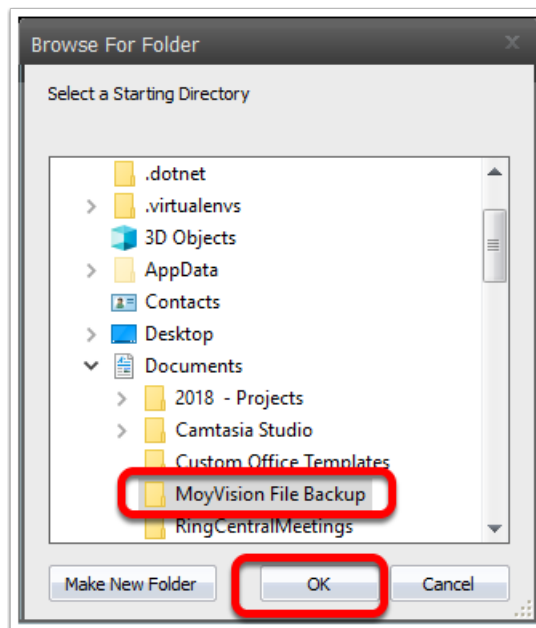 Browse For Folder
Select a Starting Directory
.dotnet
.virtualenvs
3D Objects
AppData
Contacts
Desktop
Documents
2018 - Projects
Camtasia Studio
Custom Office Templates
MoyVision File Backup
RingCentralMeetings
Make New Folder OK Cancel